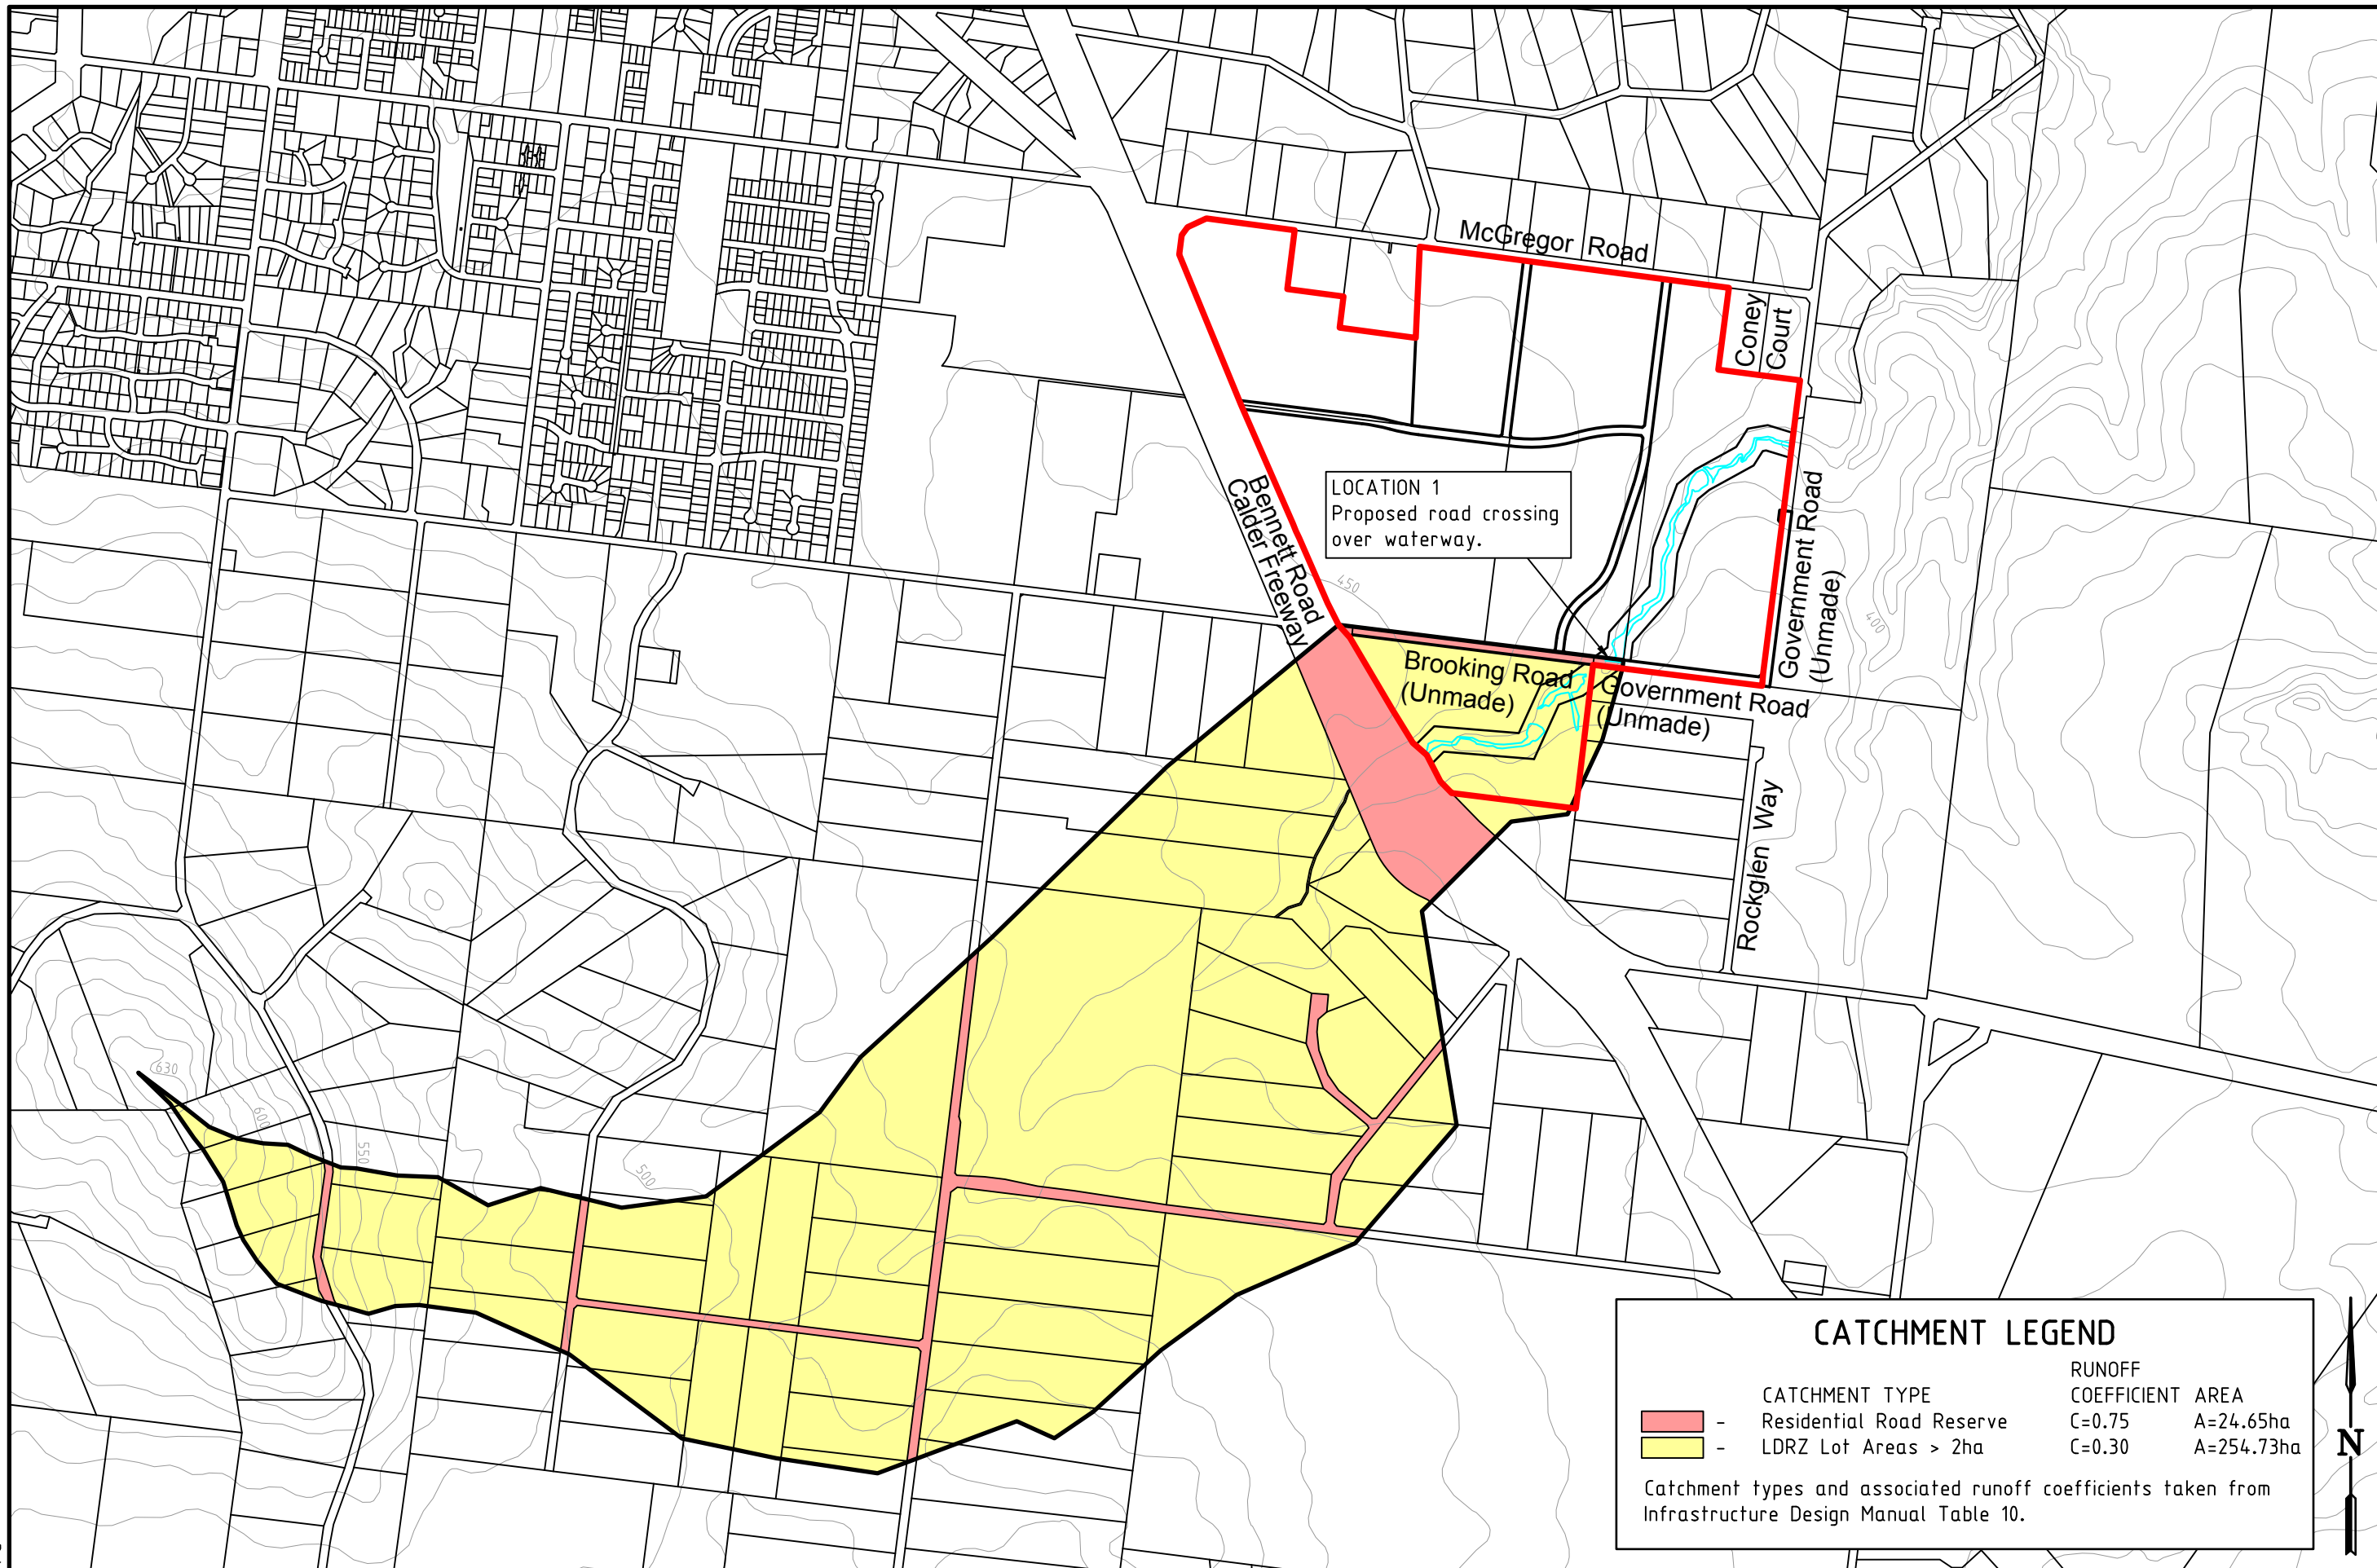 McGregor Road
Coney
Court
LOCATION 1
Proposed road crossing
over waterway.
Bennett Road
Calder Freeway
Government Road
(Unmade)
450
400
Brooking Road
(Unmade)
Government Road
(Unmade)
Rockglen Way
630
600
550
500
CATCHMENT LEGEND
RUNOFF
CATCHMENT TYPE COEFFICIENT AREA
- Residential Road Reserve C=0.75 A=24.65ha
- LDRZ Lot Areas > 2ha C=0.30 A=254.73ha
Catchment types and associated runoff coefficients taken from
Infrastructure Design Manual Table 10.
N